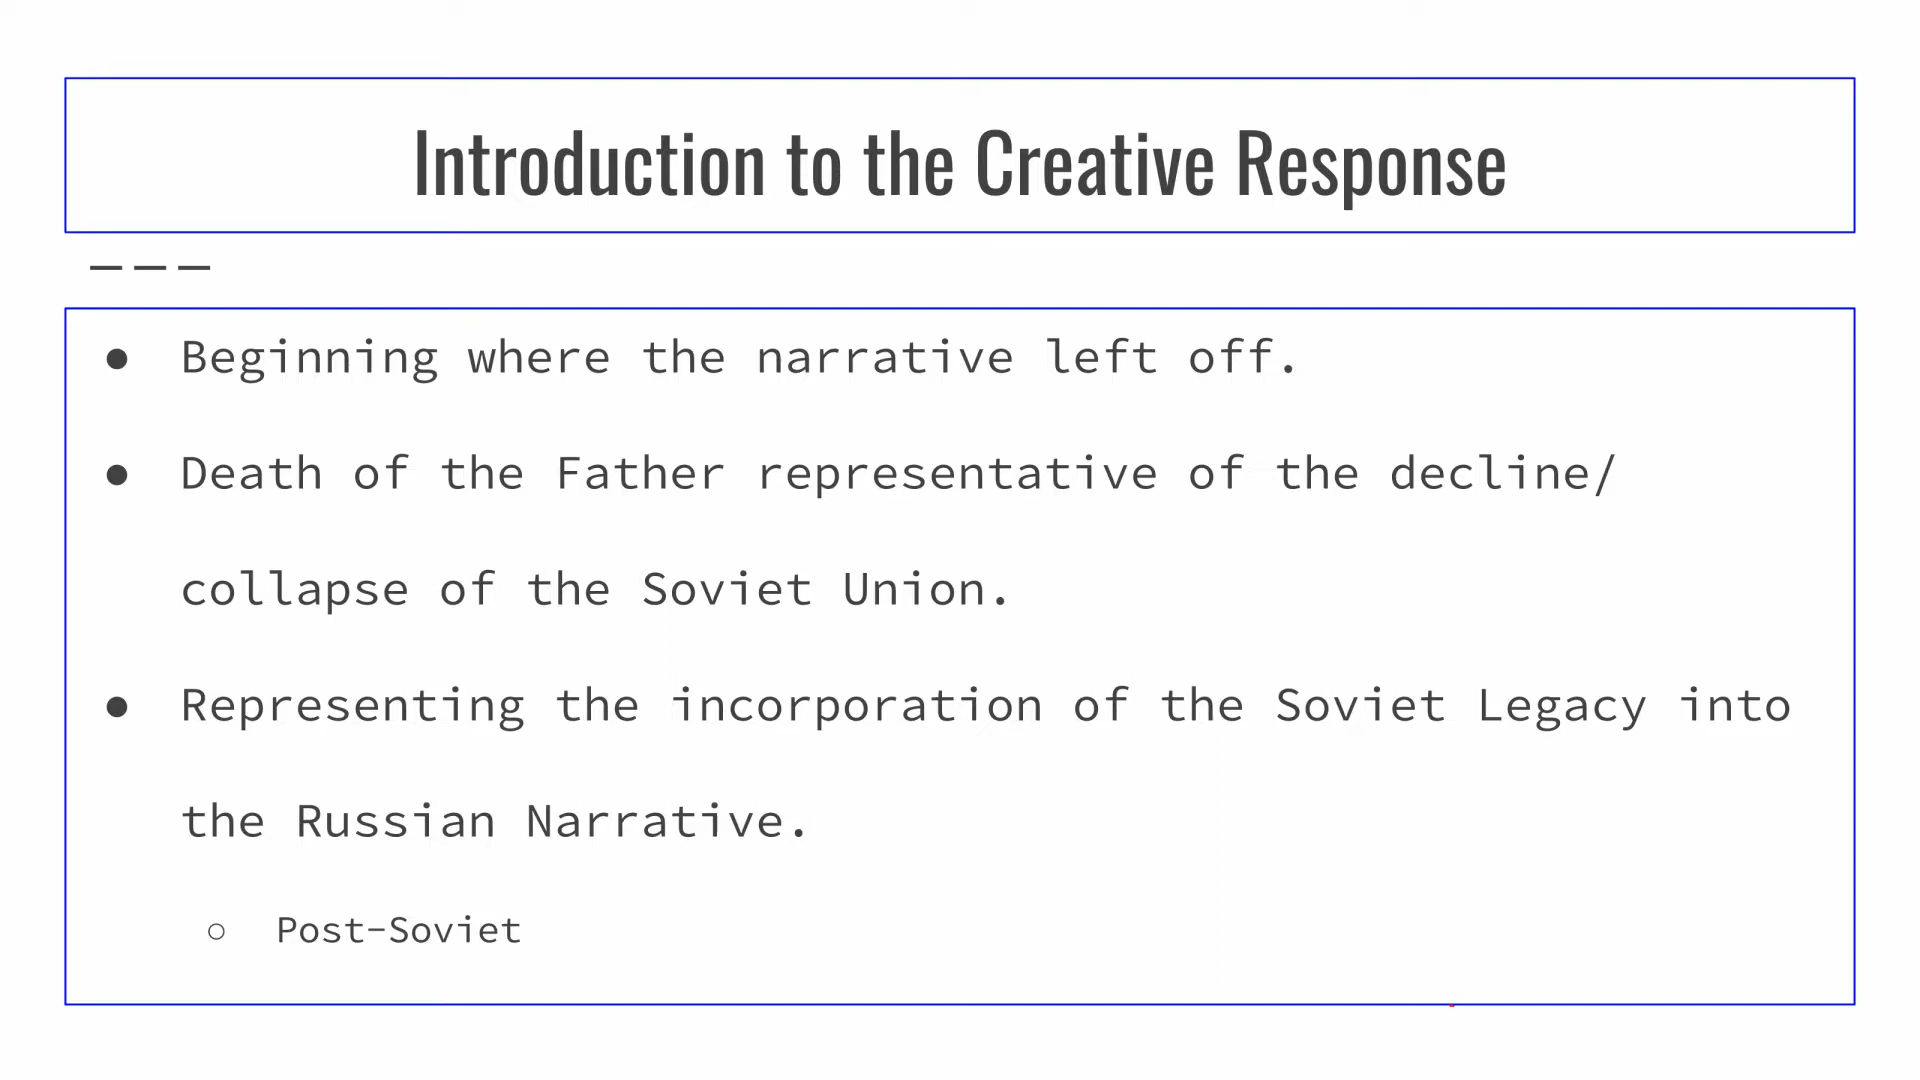 Introduction to the Creative Response
———
● Beginning where the narrative left off.
● Death of the Father representative of the decline/
collapse of the Soviet Union.
● Representing the incorporation of the Soviet Legacy into
the Russian Narrative.
○ Post-Soviet